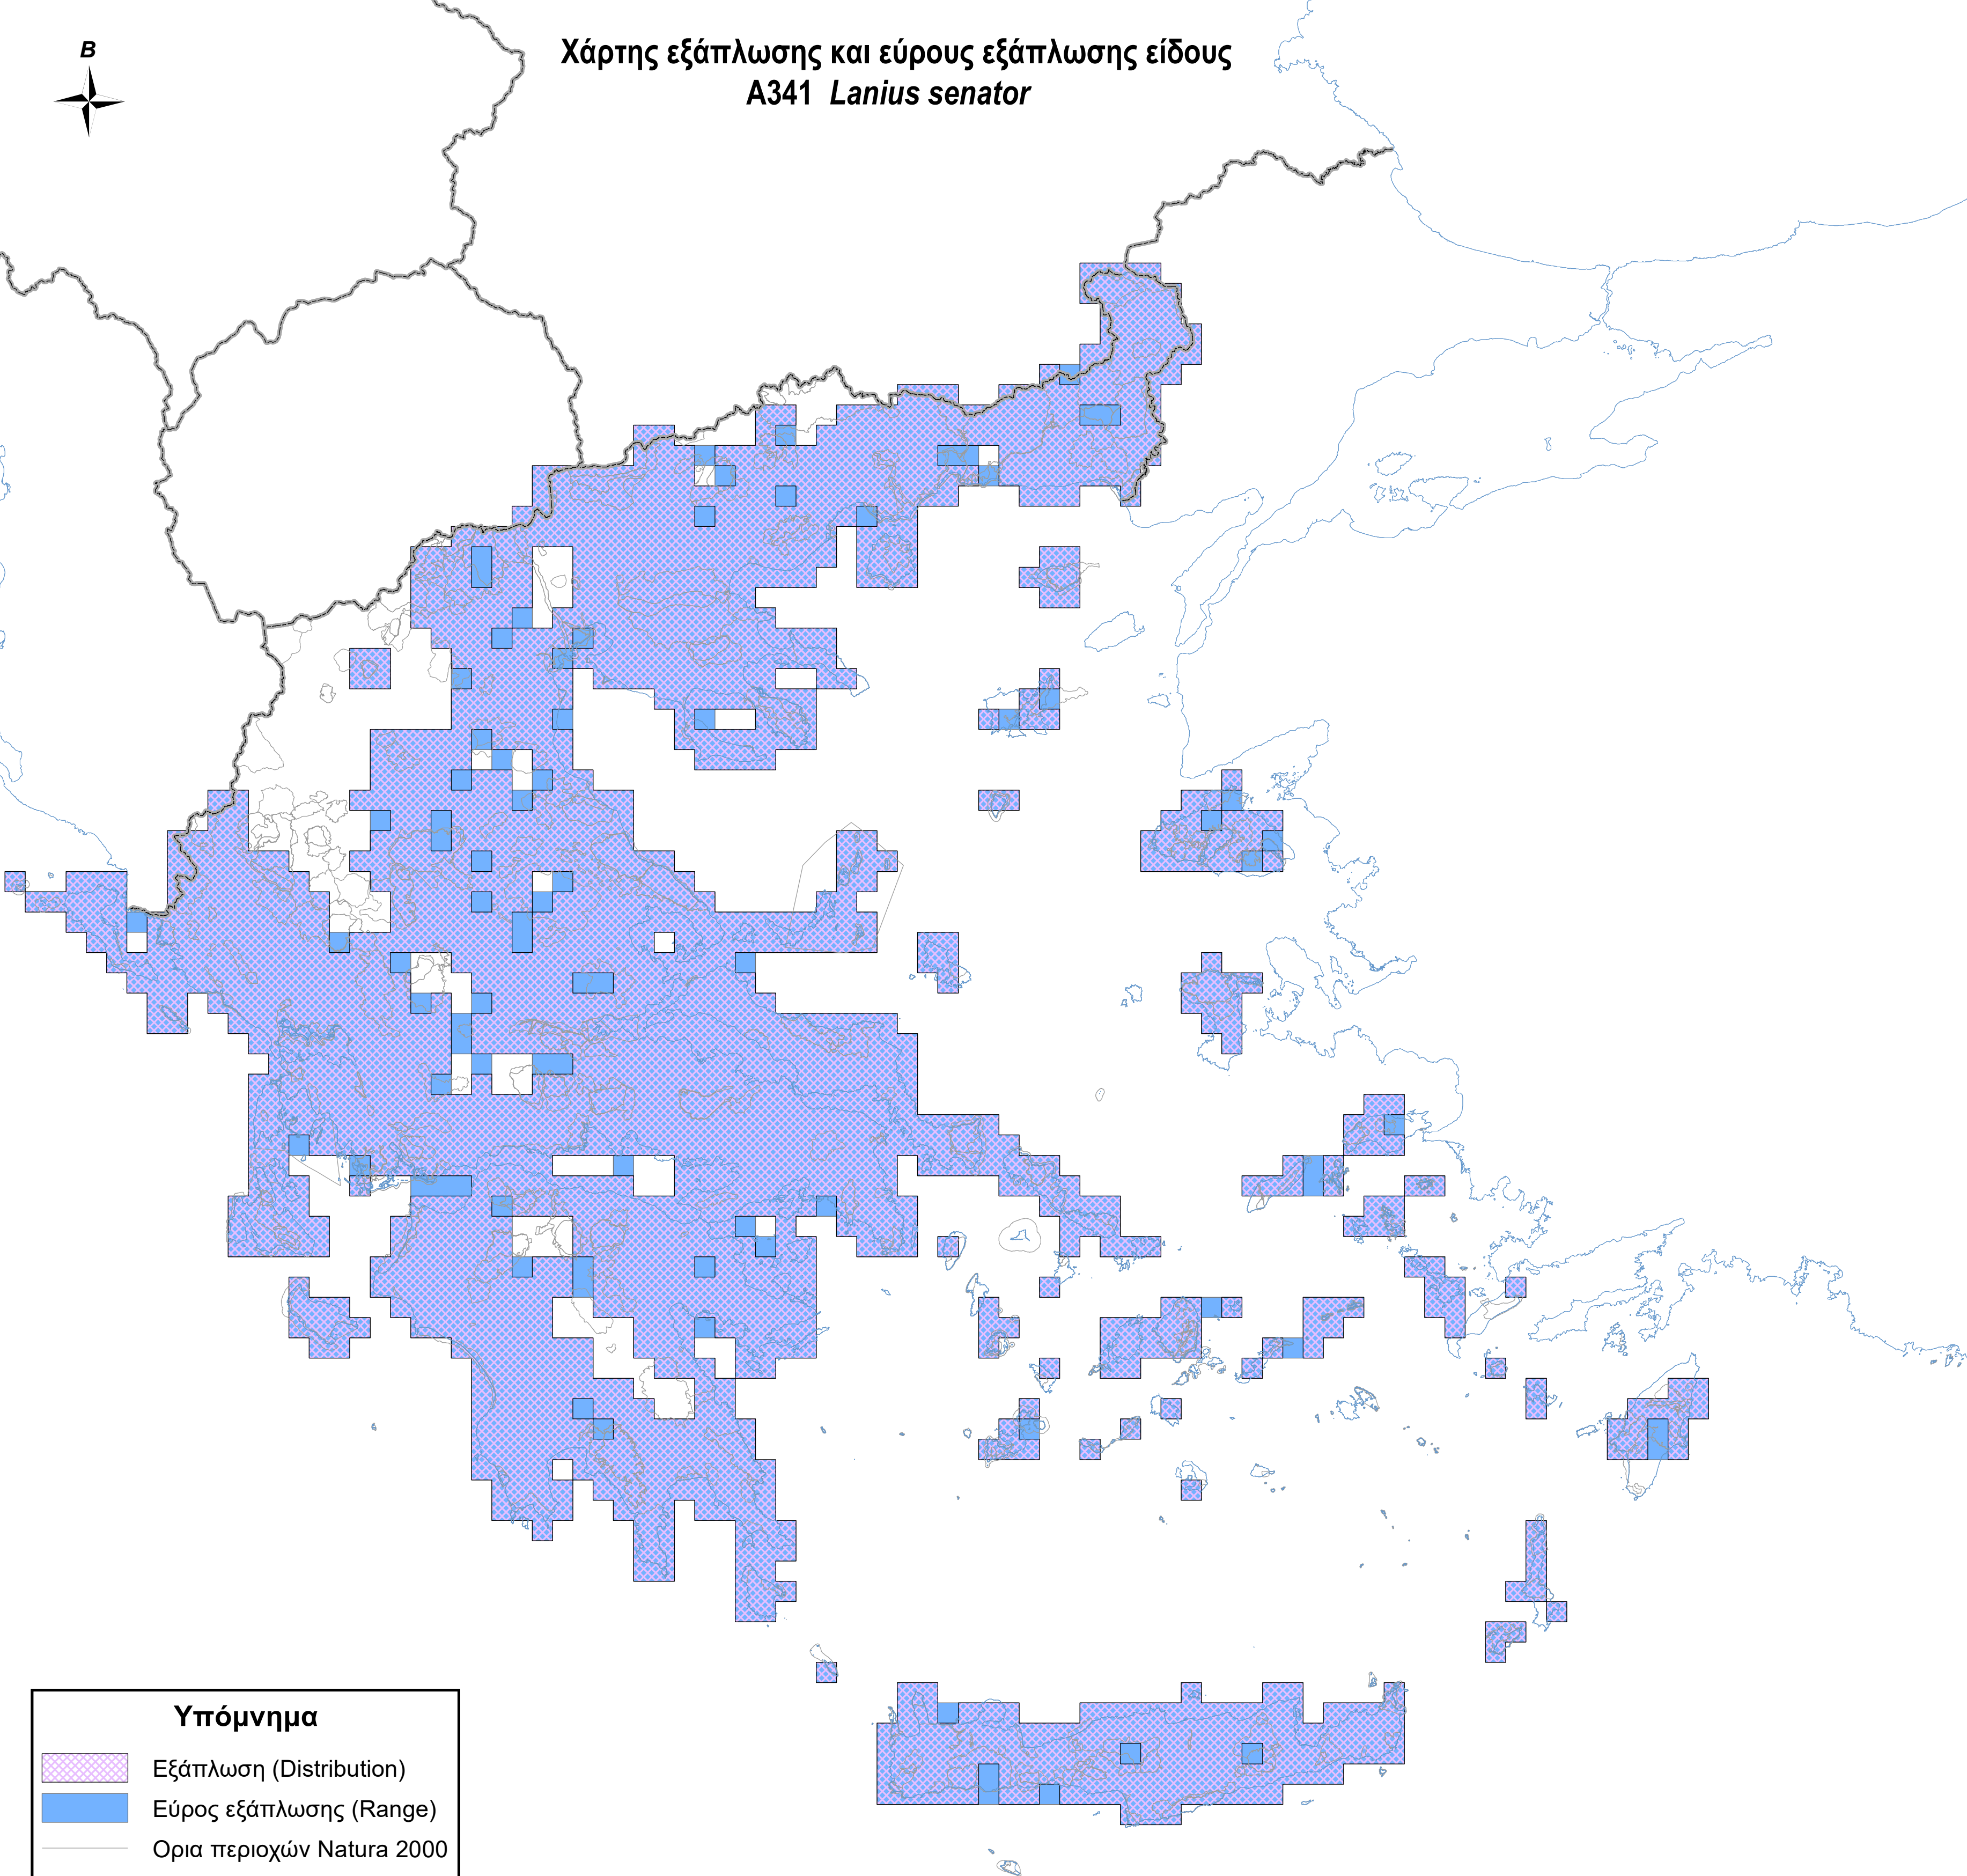 Β
Χάρτης εξάπλωσης και εύρους εξάπλωσης είδους
A341 Lanius senator
Υπόμνημα
Εξάπλωση (Distribution)
Εύρος εξάπλωσης (Range)
Ορια περιοχών Natura 2000